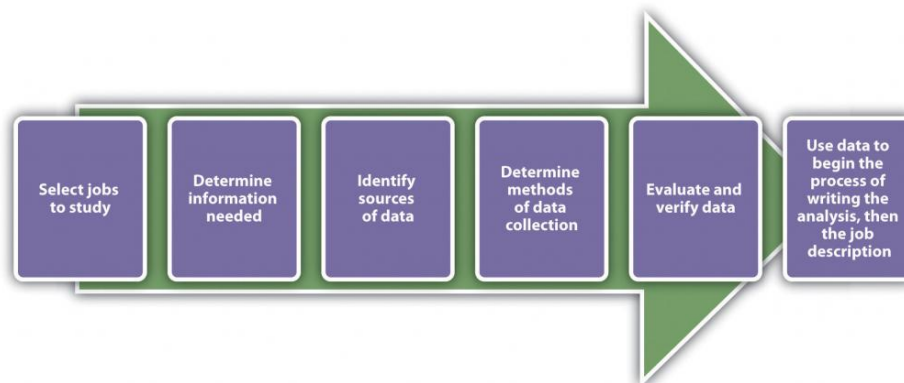 Select jobs
to study
Determine
information
needed
Identify
sources
of data
Determine
methods
of data
collection
Evaluate and
verify data
Use data to
begin the
process of
writing the
analysis, then
the job
description